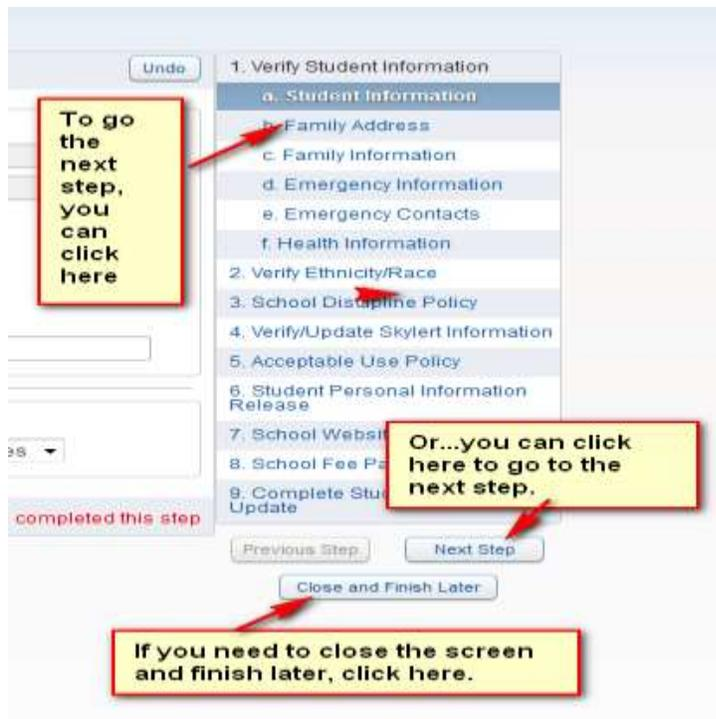 Undo
1. Verify Student Information
a. Student Information
b. Family Address
c. Family Information
d. Emergency Information
e. Emergency Contacts
f. Health Information
2. Verify Ethnicity/Race
3. School Discipline Policy
4. Verify/Update Skylert Information
5. Acceptable Use Policy
6. Student Personal Information
Release
7. School
8. School Fee
9. Complete
Update
To go
the
next
step,
you
can
click
here
completed this step
Or...you can click
here to go to the
next step.
Previous Step
Next Step
Close and Finish Later
If you need to close the screen
and finish later, click here.